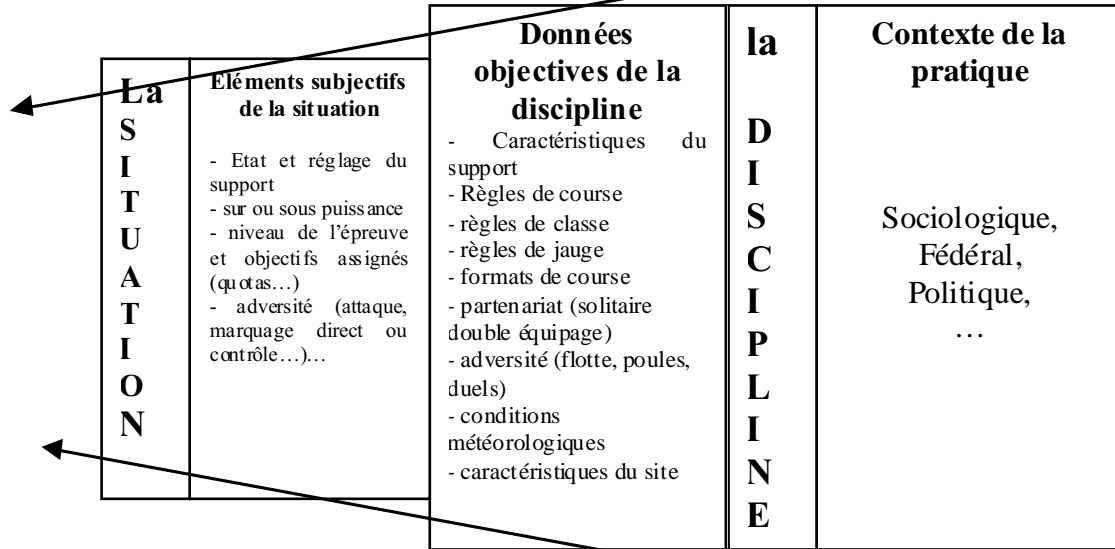 La
S
I
T
U
A
T
I
O
N
Eléments subjectifs
de la situation
- Etat et réglage du
support
- sur ou sous puissance
- niveau de l’épreuve
et objectifs assignés
(quotas…)
- adversité (attaque,
marquage direct ou
contrôle…)…
Données
objectives de la
discipline
- Caractéristiques du
support
- Règles de course
- règles de classe
- règles de jauge
- formats de course
- partenariat (solitaire
double équipage)
- adversité (flotte, poules,
duels)
- conditions
météorologiques
- caractéristiques du site
la
D
I
S
C
I
P
L
I
N
E
Contexte de la
pratique
Sociologique,
Fédéral,
Politique,
…